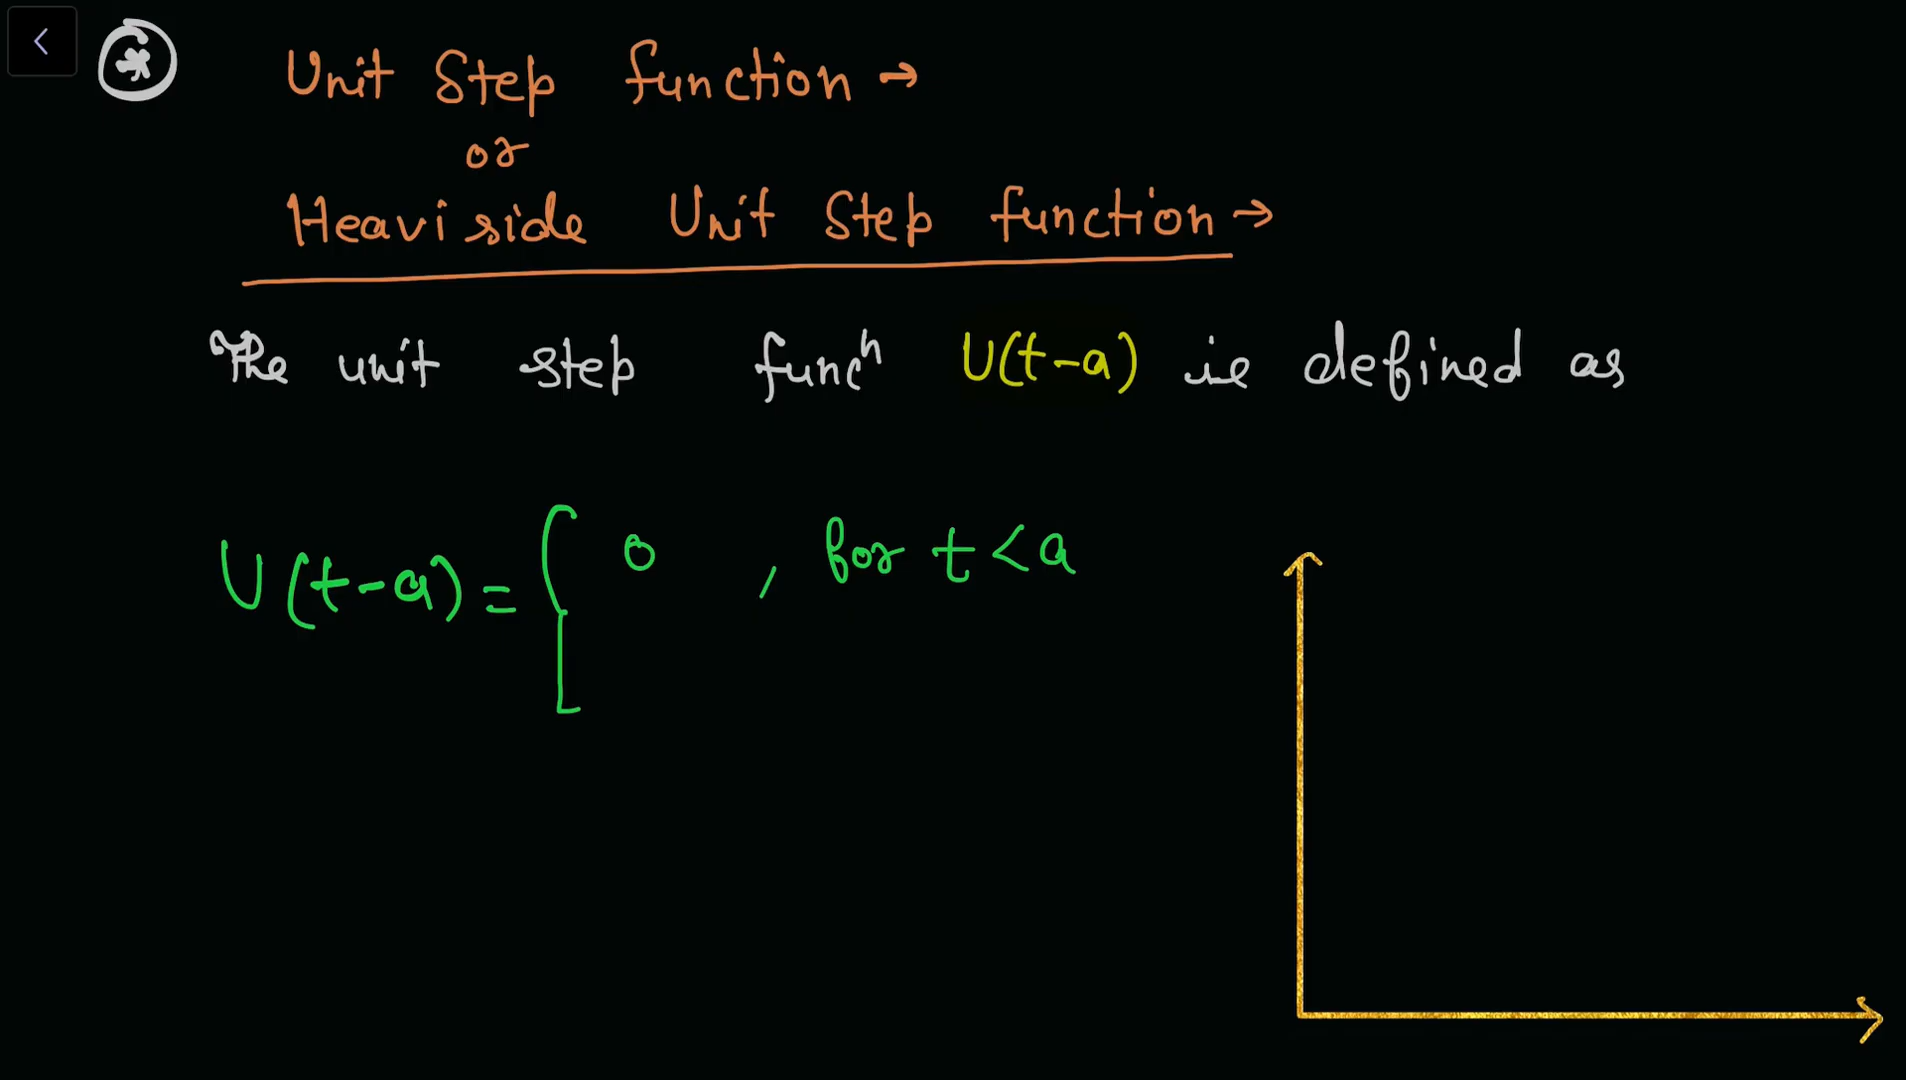 Unit Step function →
or
Heaviside Unit Step function →
The unit step funcⁿ U(t-a) is defined as
U(t-a) = { 0 , for t < a